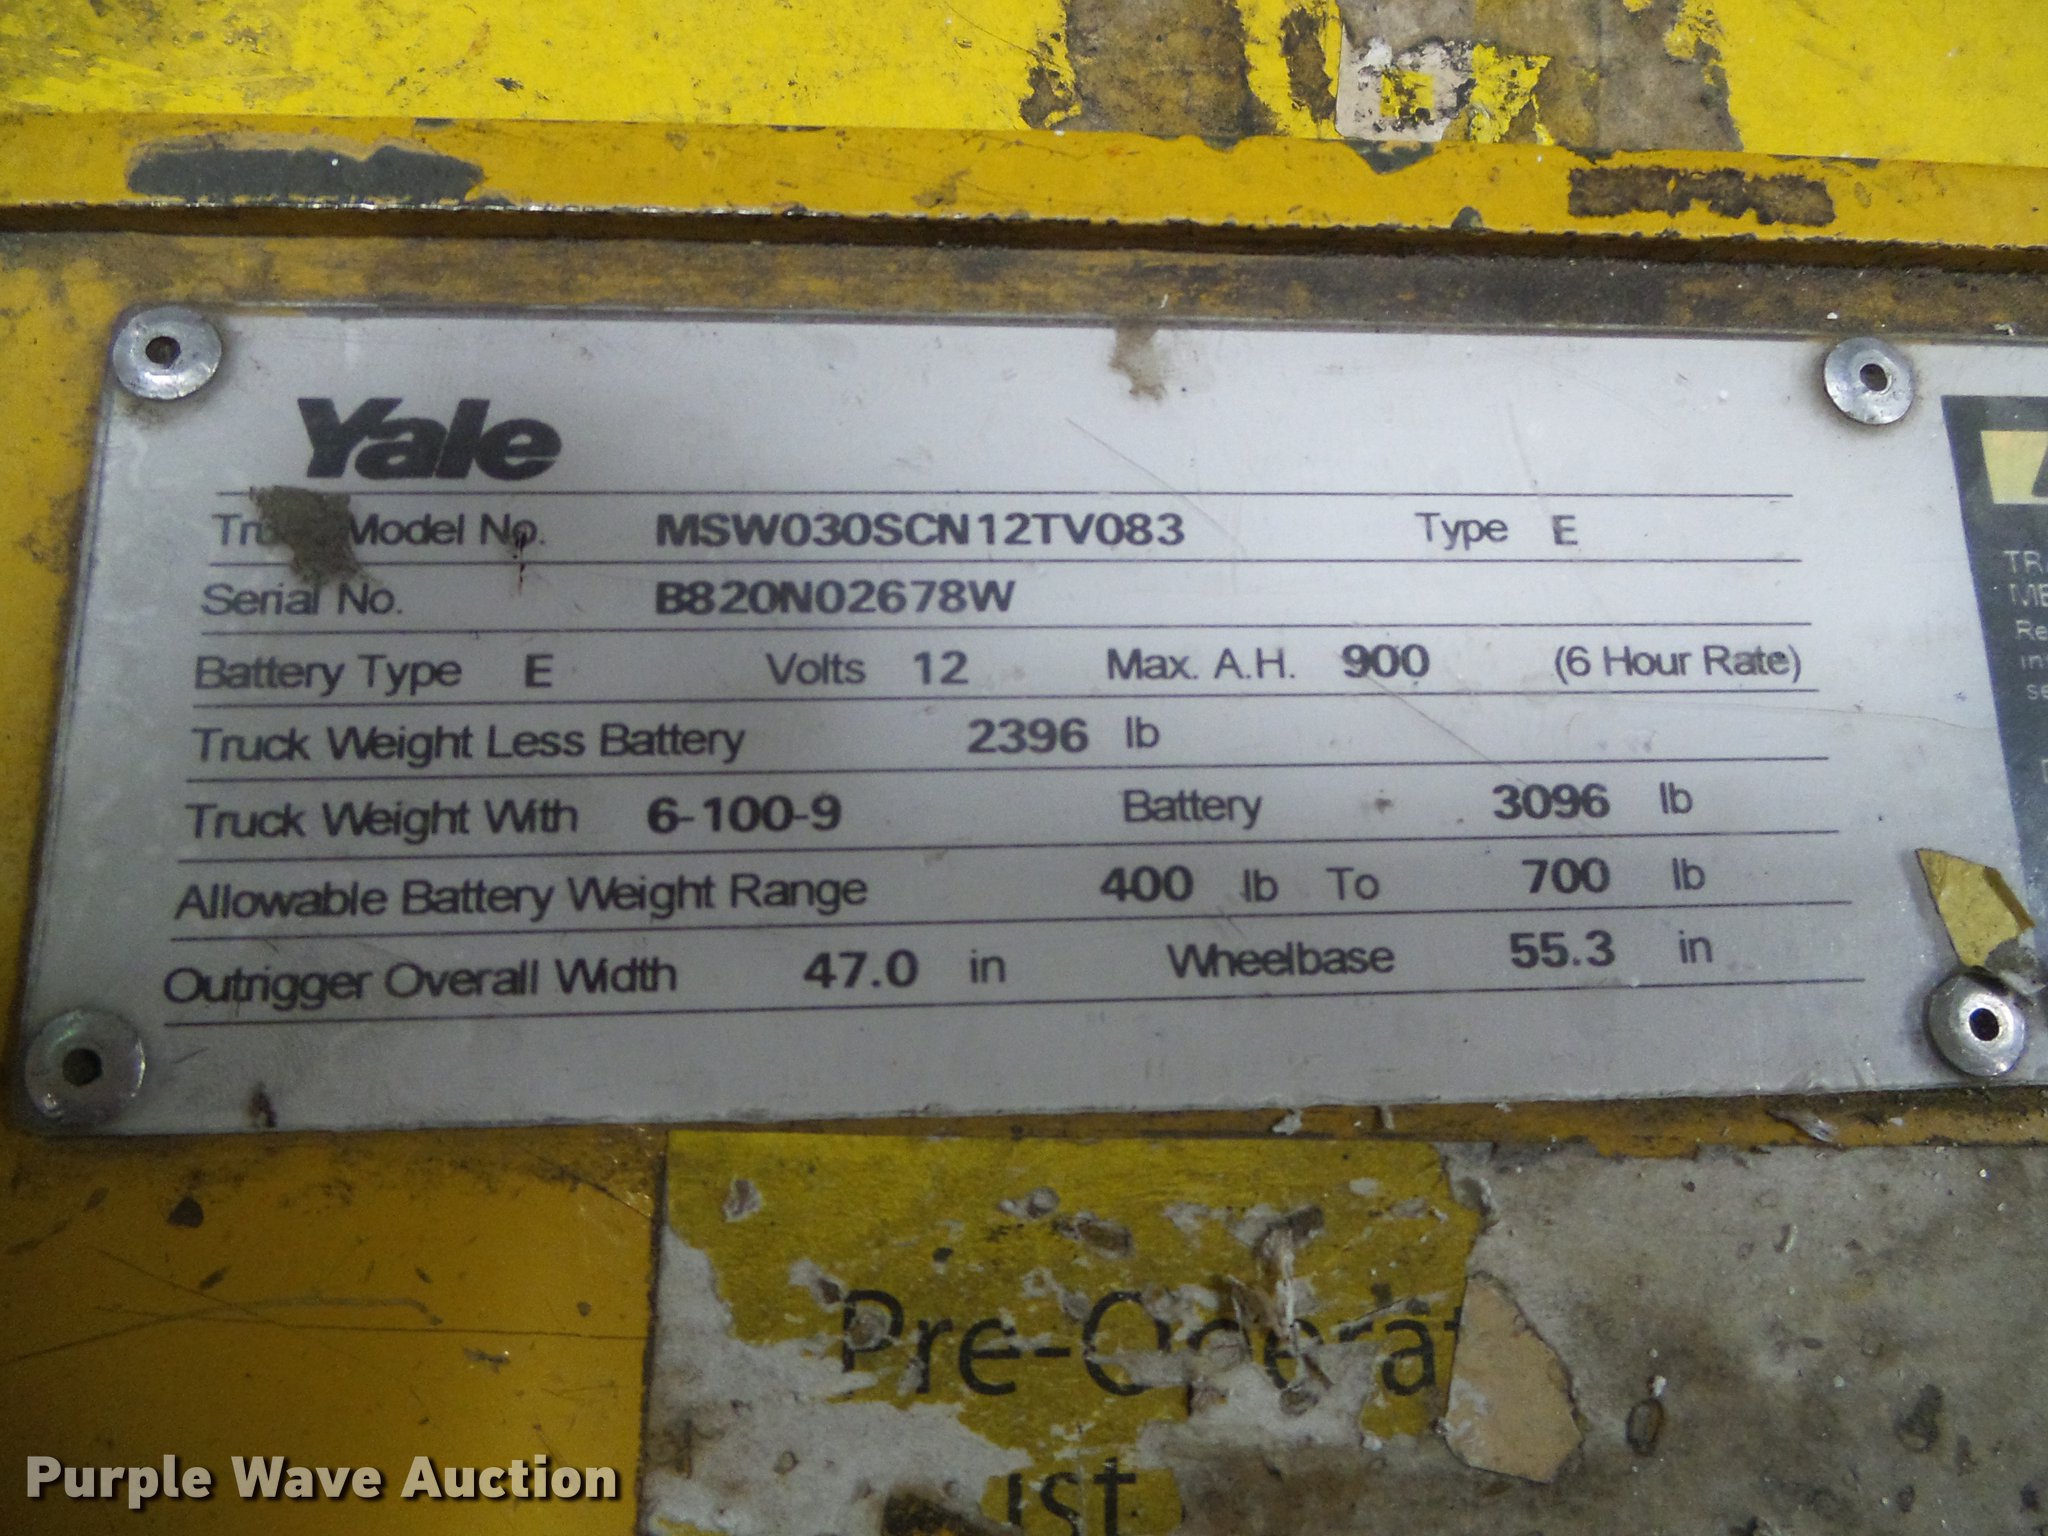 Yale
Model No. MSW030SCN12TV083 Type E
Serial No. B820N02678W
Battery Type E Volts 12 Max. A.H. 900 (6 Hour Rate)
Truck Weight Less Battery 2396 lb
Truck Weight With 6-100-9 Battery 3096 lb
Allowable Battery Weight Range 400 lb To 700 lb
Outrigger Overall Width 47.0 in Wheelbase 55.3 in
Purple Wave Auction